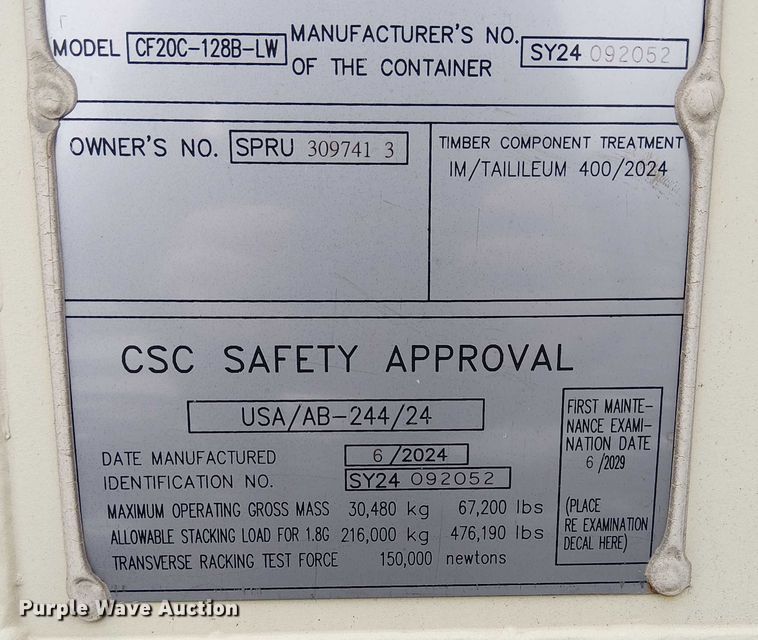 MODEL CF20C-128B-LW MANUFACTURER'S NO. OF THE CONTAINER SY24 092052
OWNER'S NO. SPRU 309741 3
TIMBER COMPONENT TREATMENT
IM/TAILILEUM 400/2024
CSC SAFETY APPROVAL
USA/AB-244/24
DATE MANUFACTURED 6/2024
IDENTIFICATION NO. SY24 092052
MAXIMUM OPERATING GROSS MASS 30,480 kg 67,200 lbs
ALLOWABLE STACKING LOAD FOR 1.8G 216,000 kg 476,190 lbs
TRANSVERSE RACKING TEST FORCE 150,000 newtons
FIRST MAINTE-
NANCE EXAMI-
NATION DATE
6 /2029
(PLACE
RE EXAMINATION
DECAL HERE)
Purple Wave Auction